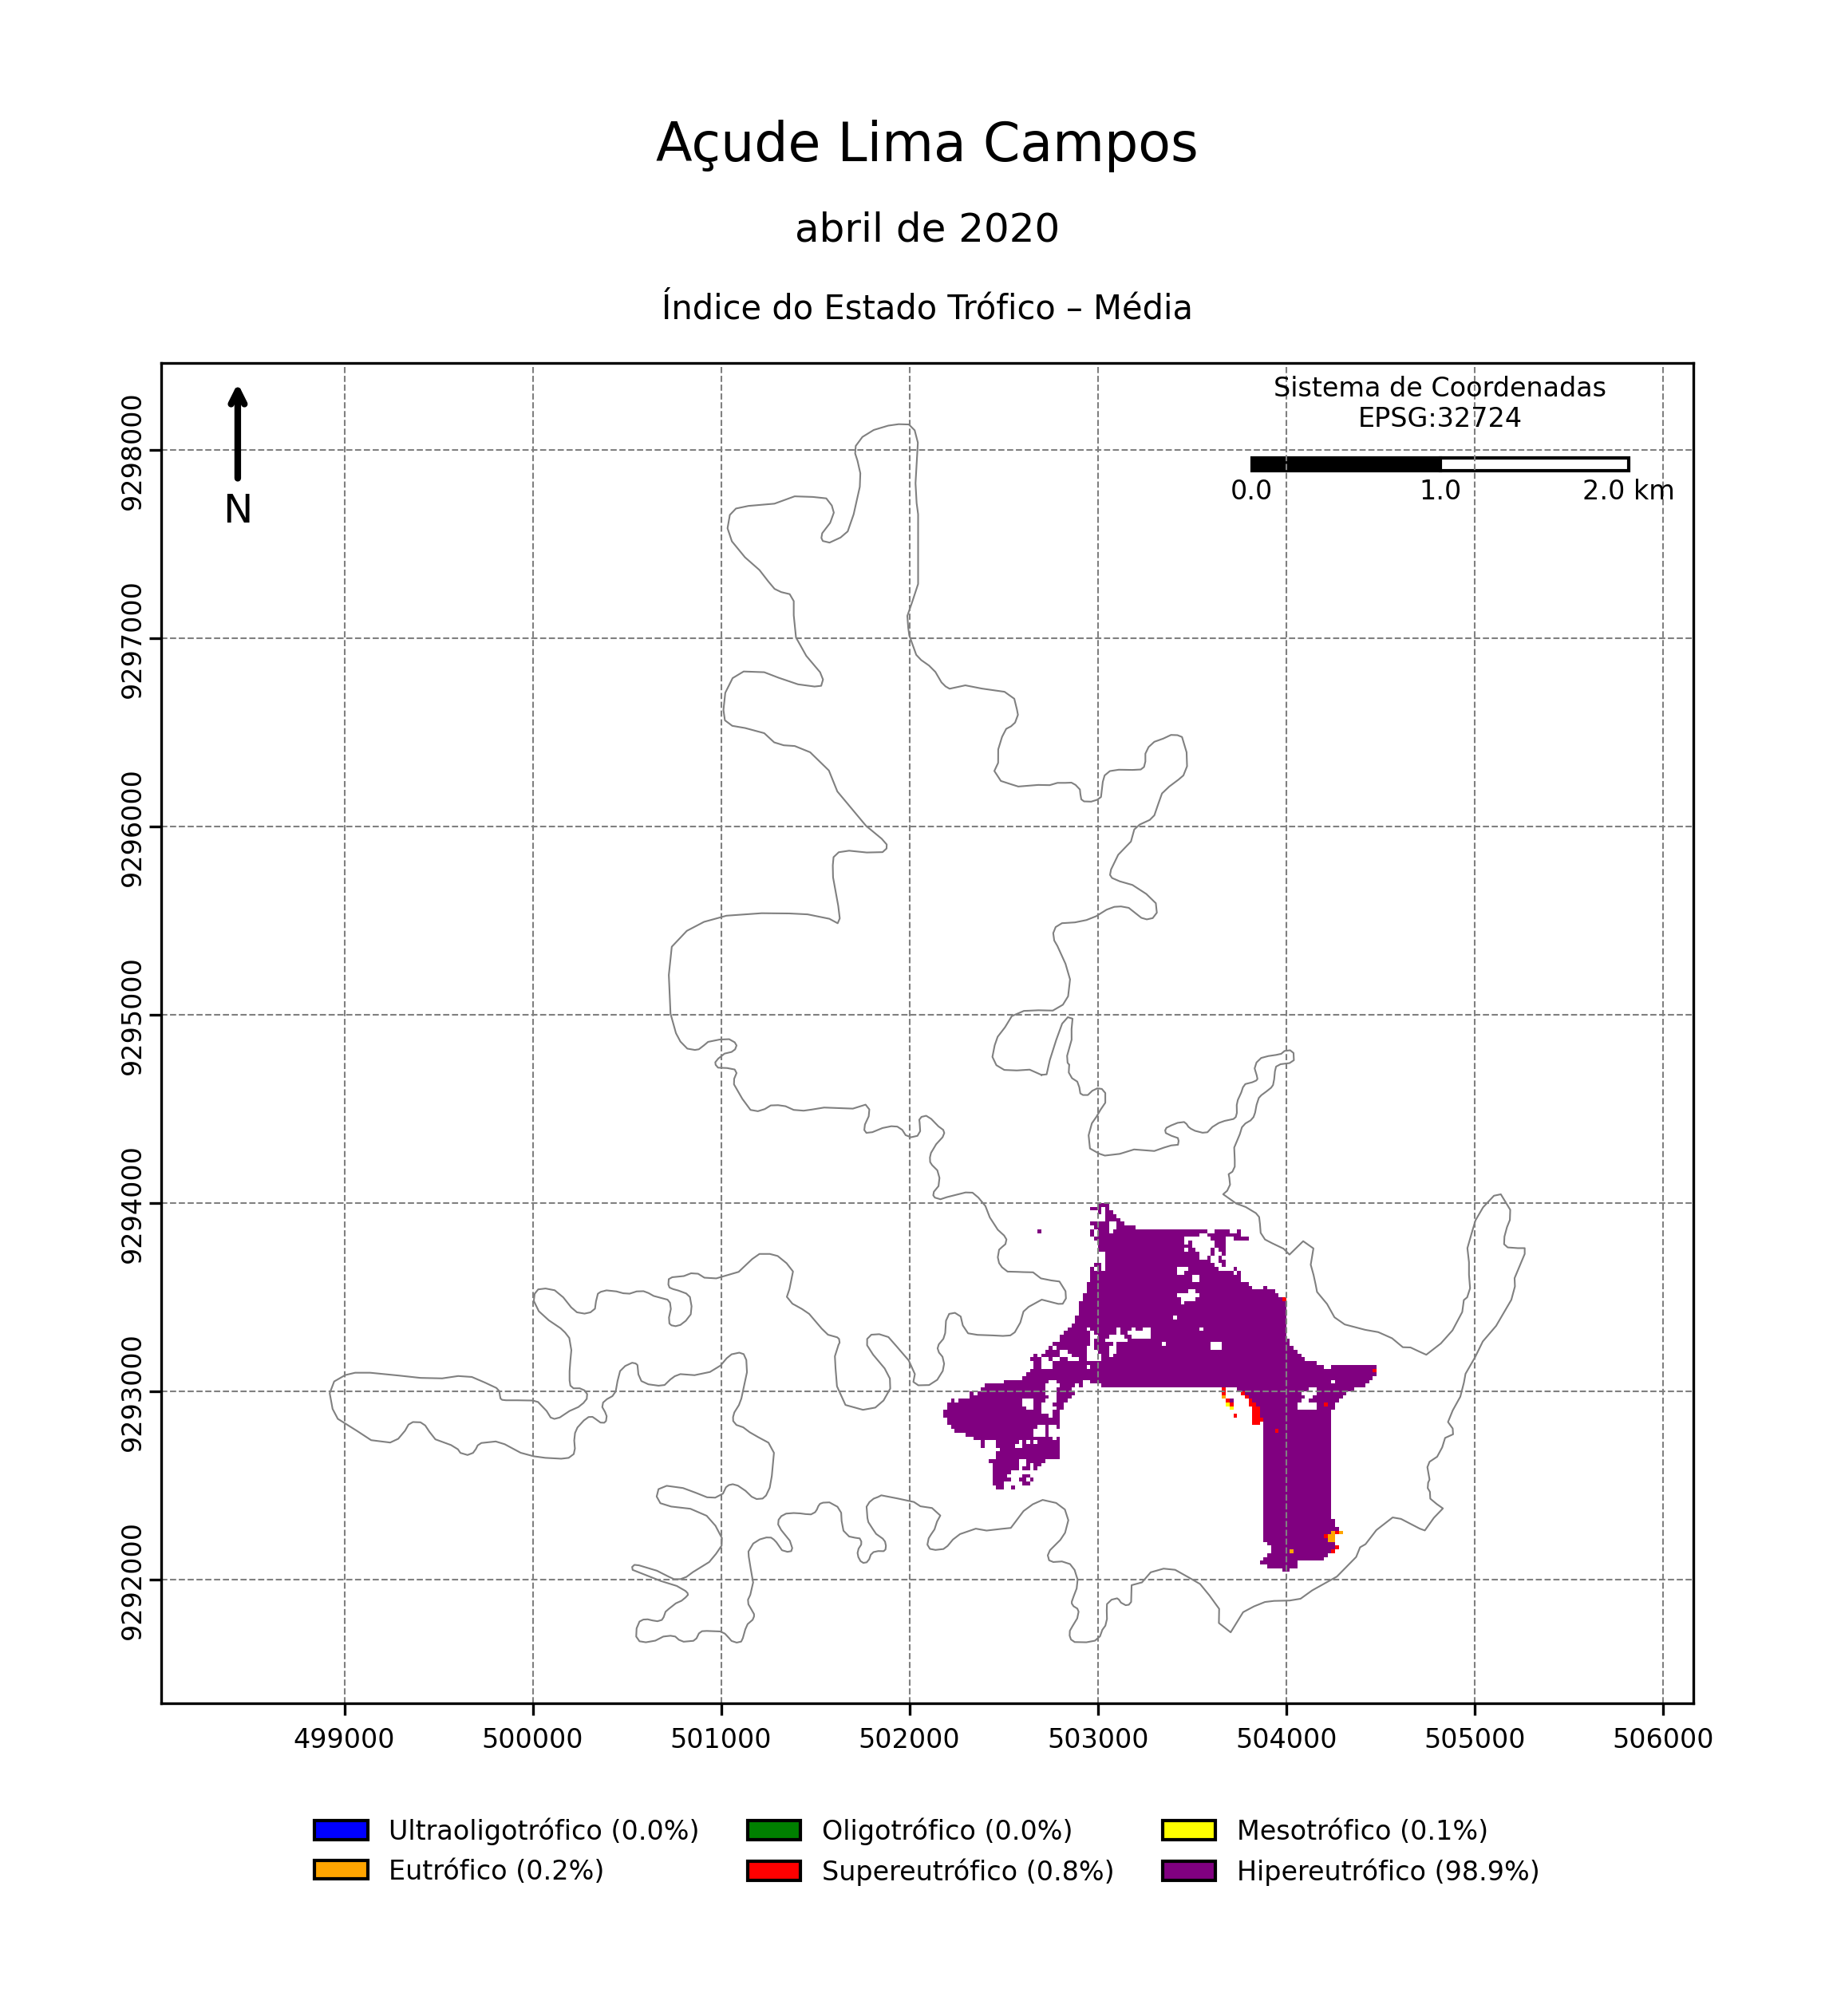 Açude Lima Campos
abril de 2020
Índice do Estado Trófico – Média
Sistema de Coordenadas
EPSG:32724
0.0 1.0 2.0 km
N
9298000
9297000
9296000
9295000
9294000
9293000
9292000
499000 500000 501000 502000 503000 504000 505000 506000
Ultraoligotrófico (0.0%) Oligotrófico (0.0%) Mesotrófico (0.1%)
Eutrófico (0.2%) Supereutrófico (0.8%) Hipereutrófico (98.9%)